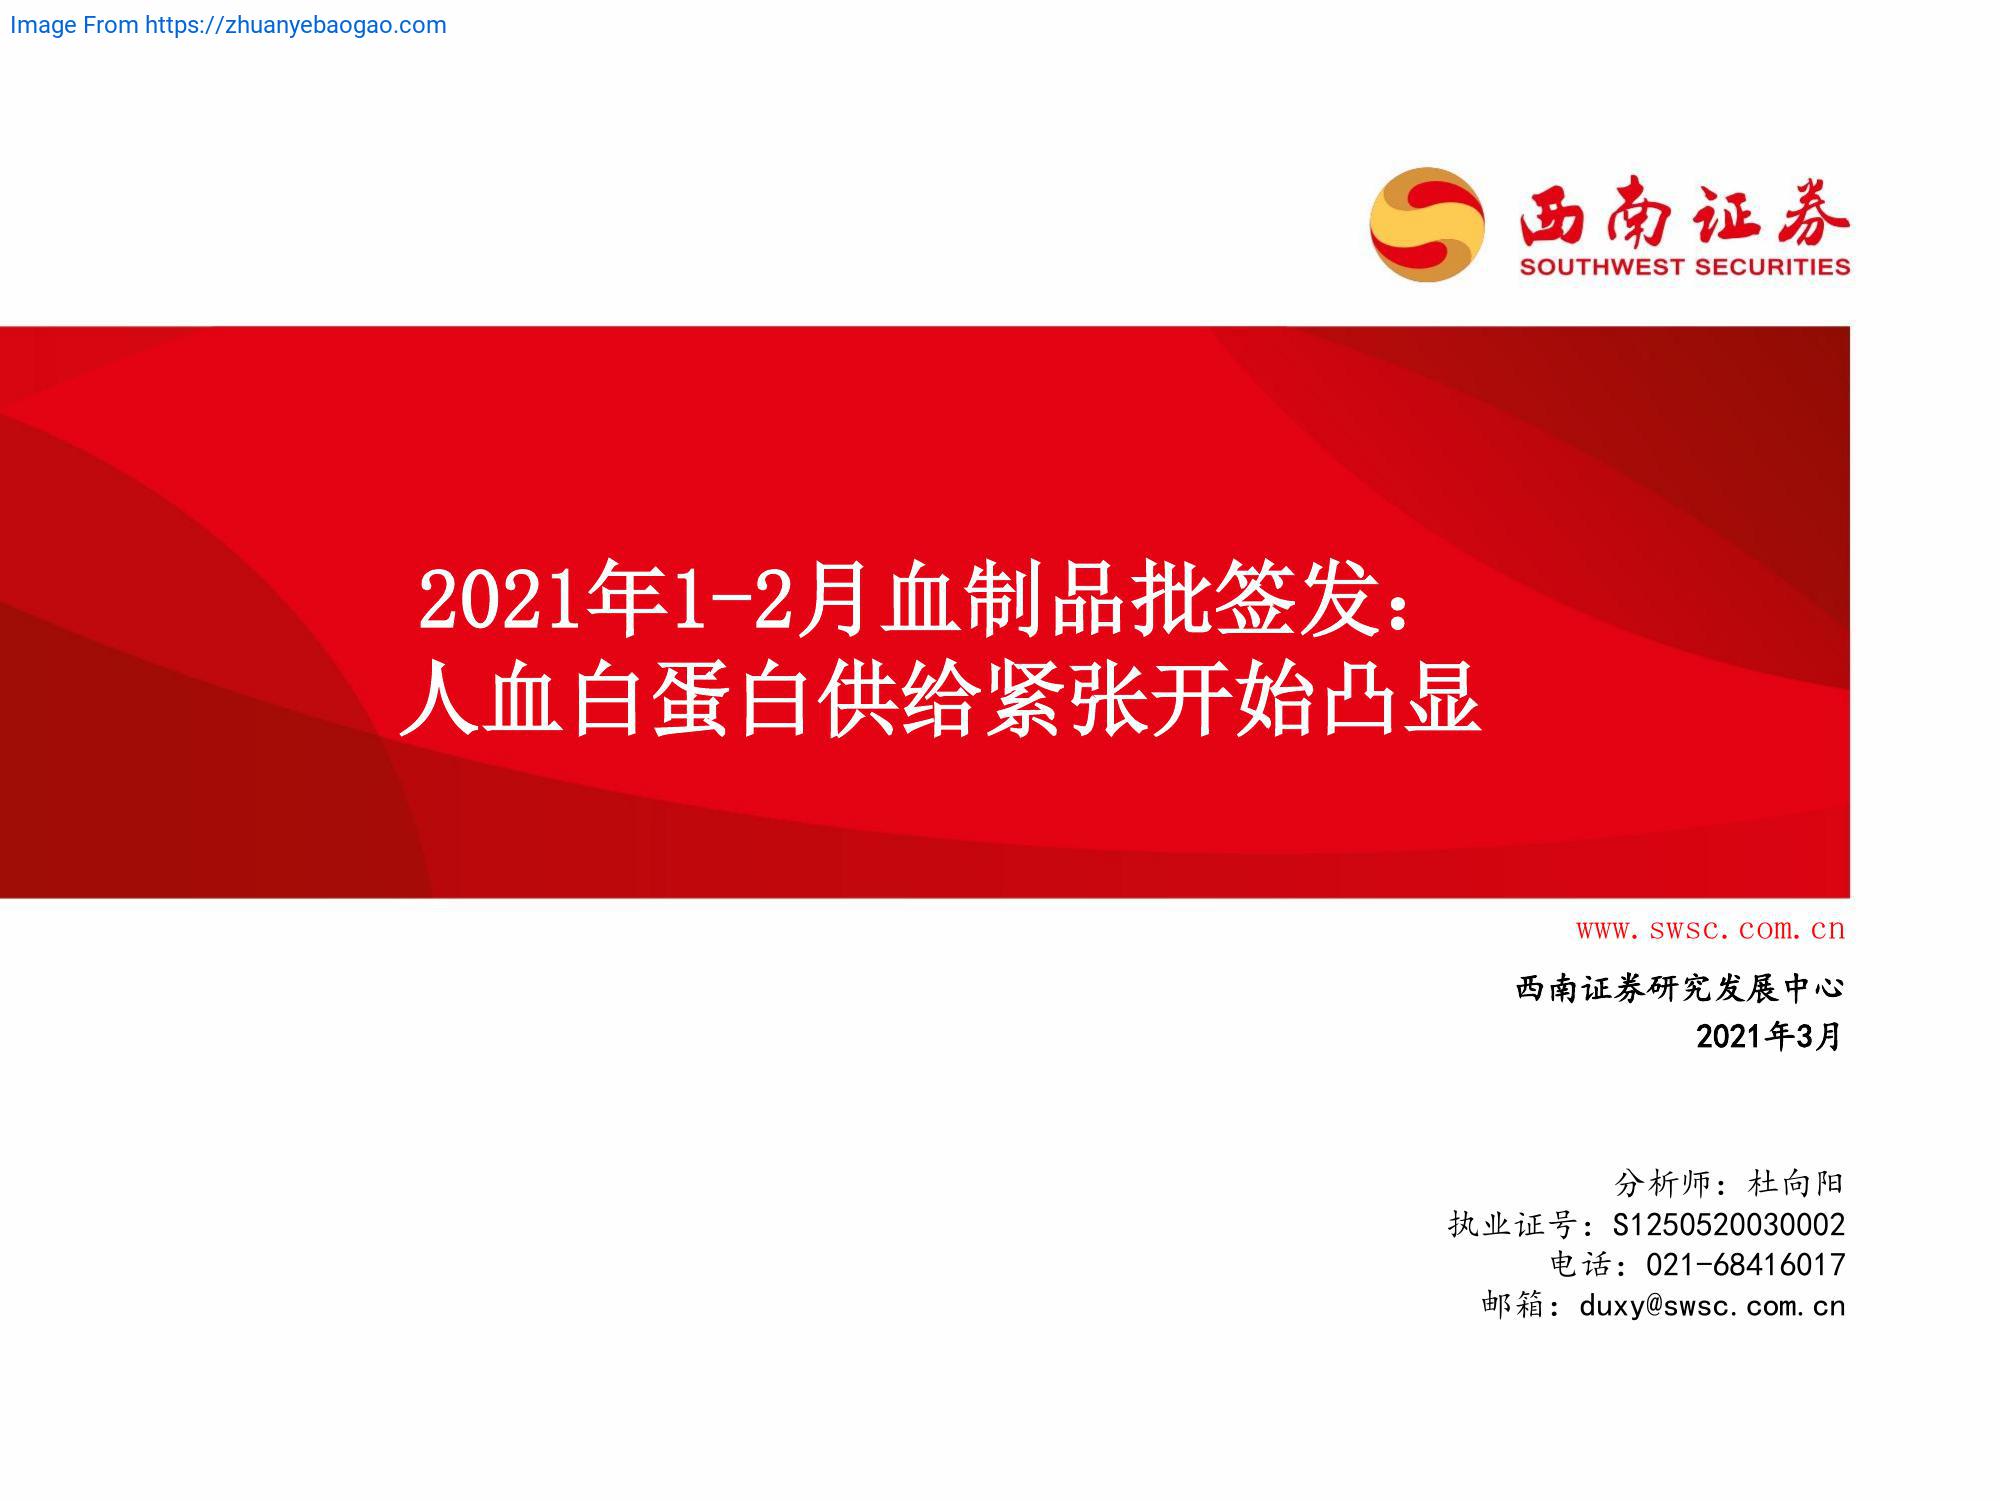 Image From https://zhuanyebaogao.com
西南证券
SOUTHWEST SECURITIES
2021年1-2月血制品批签发：
人血白蛋白供给紧张开始凸显
www.swsc.com.cn
西南证券研究发展中心
2021年3月
分析师：杜向阳
执业证号：S1250520030002
电话：021-68416017
邮箱：duxy@swsc.com.cn